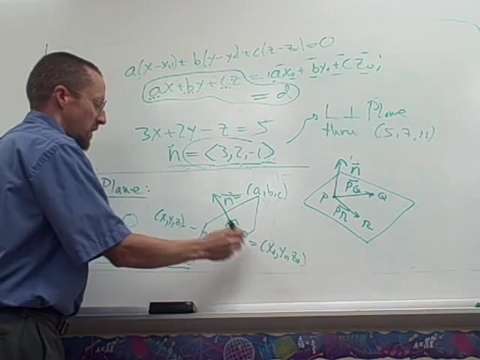 a(x-x₀)+b(y-y₀)+c(z-z₀)=0
ax+by+cz = ax₀+by₀+cz₀
= d
3x+2y-z=5
n⃗ = ⟨3,2,-1⟩
L ⊥ Plane
thru (5,7,11)
Plane:
n⃗=(a,b,c)
(x,y,z)
=(x₀,y₀,z₀)
n⃗
P
PQ
Q
PR
R